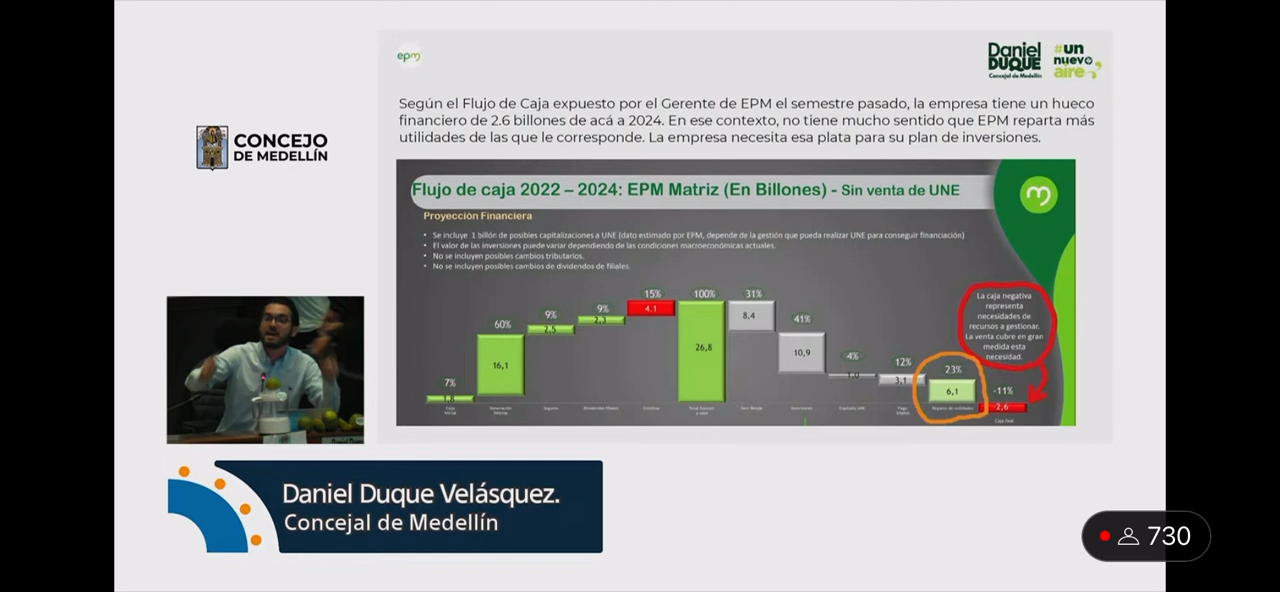 epm
Daniel
DUQUE
Concejal de Medellín
#un
nuevo
aire
Según el Flujo de Caja expuesto por el Gerente de EPM el semestre pasado, la empresa tiene un hueco
financiero de 2.6 billones de acá a 2024. En ese contexto, no tiene mucho sentido que EPM reparta más
utilidades de las que le corresponde. La empresa necesita esa plata para su plan de inversiones.
CONCEJO
DE MEDELLÍN
Flujo de caja 2022 – 2024: EPM Matriz (En Billones) - Sin venta de UNE
Proyección Financiera
• Se incluye 1 billón de posibles capitalizaciones a UNE (dato estimado por EPM, depende de la gestión que pueda realizar UNE para conseguir financiación)
• El valor de las inversiones puede variar dependiendo de las condiciones macroeconómicas actuales.
• No se incluyen posibles cambios tributarios.
• No se incluyen posibles cambios de dividendos de filiales.
La caja negativa
representa
necesidades de
recursos a gestionar.
La venta cubre en gran
medida esta
necesidad.
7% 60% 9% 9% 15% 100% 31% 41% 4% 12% 23% -11%
16,1 4.1 26,8 8.4 10,9 3,1 6,1 -2,6
Caja Inicial
Caja final
Daniel Duque Velásquez.
Concejal de Medellín
730